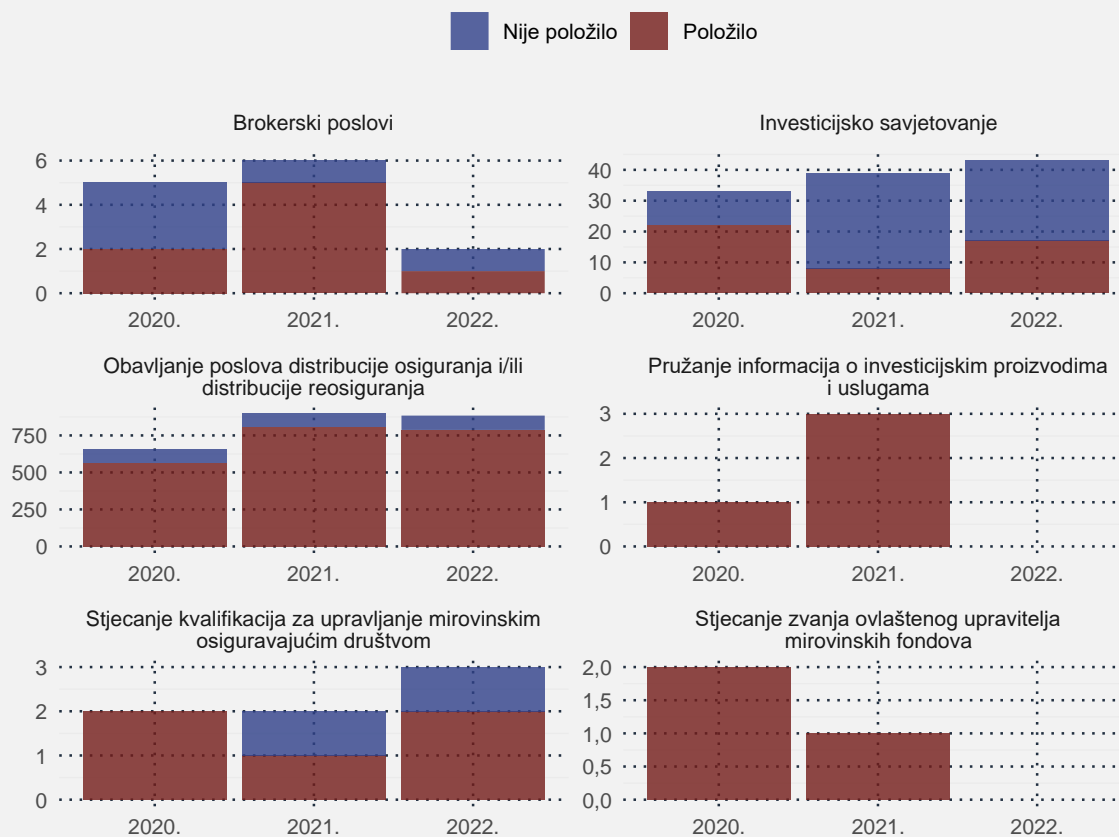 Nije položilo Položilo
Brokerski poslovi
6
4
2
0
2020. 2021. 2022.
Investicijsko savjetovanje
40
30
20
10
0
2020. 2021. 2022.
Obavljanje poslova distribucije osiguranja i/ili
distribucije reosiguranja
750
500
250
0
2020. 2021. 2022.
Pružanje informacija o investicijskim proizvodima
i uslugama
3
2
1
0
2020. 2021. 2022.
Stjecanje kvalifikacija za upravljanje mirovinskim
osiguravajućim društvom
3
2
1
0
2020. 2021. 2022.
Stjecanje zvanja ovlaštenog upravitelja
mirovinskih fondova
2,0
1,5
1,0
0,5
0,0
2020. 2021. 2022.